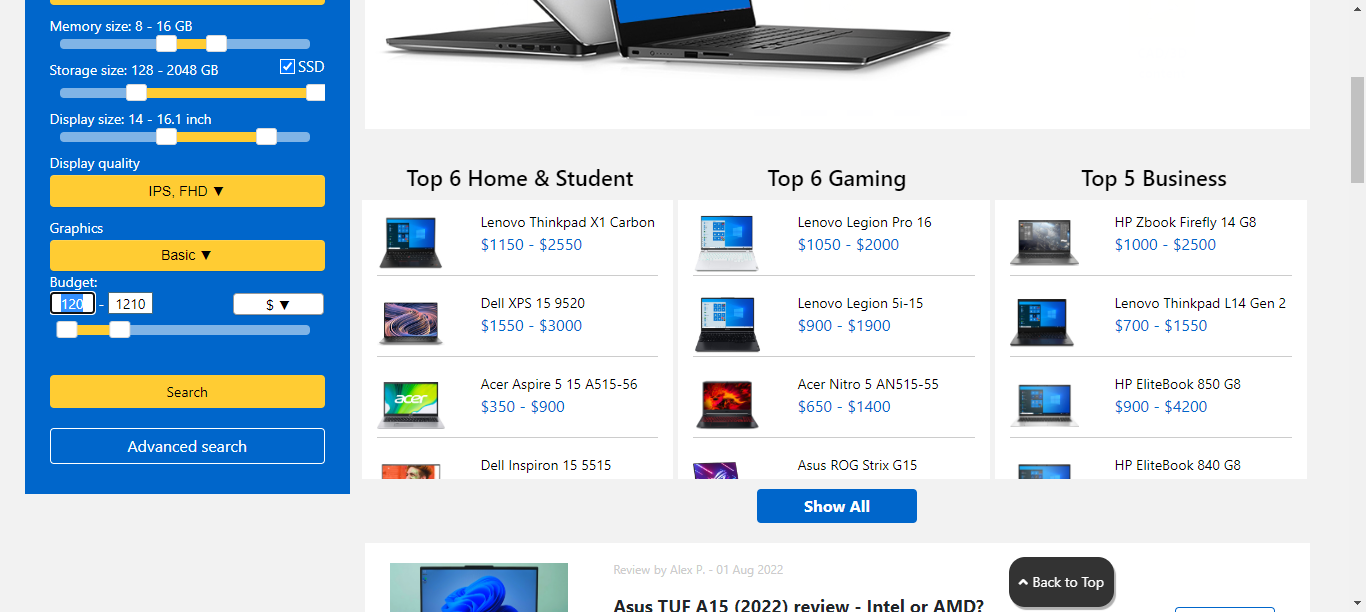 Memory size: 8 - 16 GB
Storage size: 128 - 2048 GB
SSD
Display size: 14 - 16.1 inch
Display quality
IPS, FHD ▼
Graphics
Basic ▼
Budget:
120 - 1210
$ ▼
Search
Advanced search
Top 6 Home & Student
Lenovo Thinkpad X1 Carbon
$1150 - $2550
Dell XPS 15 9520
$1550 - $3000
acer
Acer Aspire 5 15 A515-56
$350 - $900
Dell Inspiron 15 5515
Top 6 Gaming
Lenovo Legion Pro 16
$1050 - $2000
Lenovo Legion 5i-15
$900 - $1900
Acer Nitro 5 AN515-55
$650 - $1400
Asus ROG Strix G15
Top 5 Business
HP Zbook Firefly 14 G8
$1000 - $2500
Lenovo Thinkpad L14 Gen 2
$700 - $1550
HP EliteBook 850 G8
$900 - $4200
HP EliteBook 840 G8
Show All
Review by Alex P. - 01 Aug 2022
Asus TUF A15 (2022) review - Intel or AMD?
Back to Top